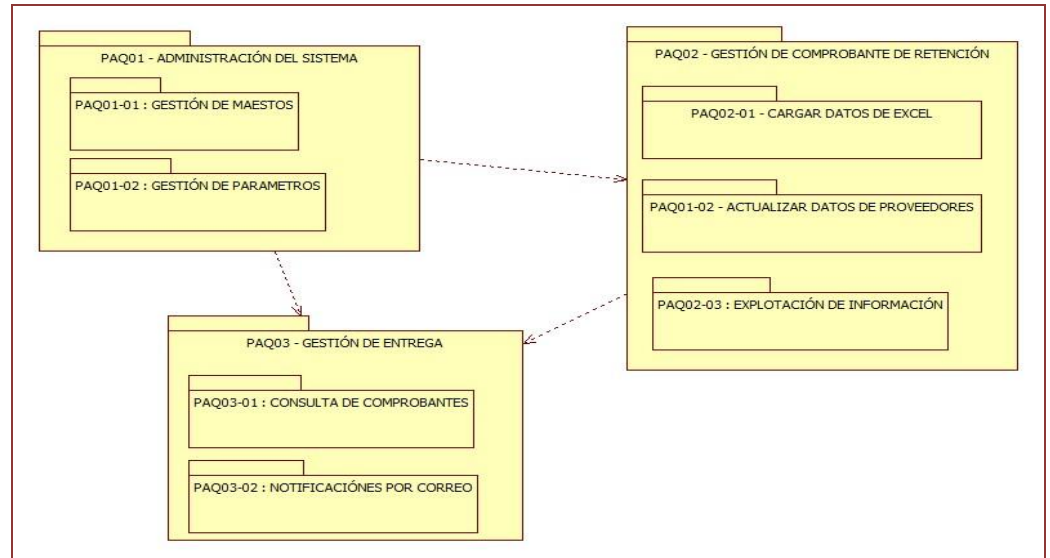 PAQ01 - ADMINISTRACIÓN DEL SISTEMA
PAQ01-01 : GESTIÓN DE MAESTOS
PAQ01-02 : GESTIÓN DE PARAMETROS
PAQ02 - GESTIÓN DE COMPROBANTE DE RETENCIÓN
PAQ02-01 - CARGAR DATOS DE EXCEL
PAQ01-02 - ACTUALIZAR DATOS DE PROVEEDORES
PAQ02-03 : EXPLOTACIÓN DE INFORMACIÓN
PAQ03 - GESTIÓN DE ENTREGA
PAQ03-01 : CONSULTA DE COMPROBANTES
PAQ03-02 : NOTIFICACIÓNES POR CORREO